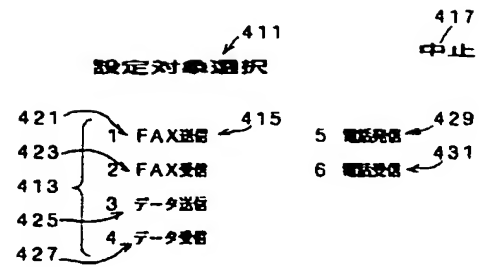 411 417
設定対象選択 中止
421 1 FAX送信 415 5 電話発信 429
423 2 FAX受信 6 電話受信 431
413
425 3 データ送信
427 4 データ受信